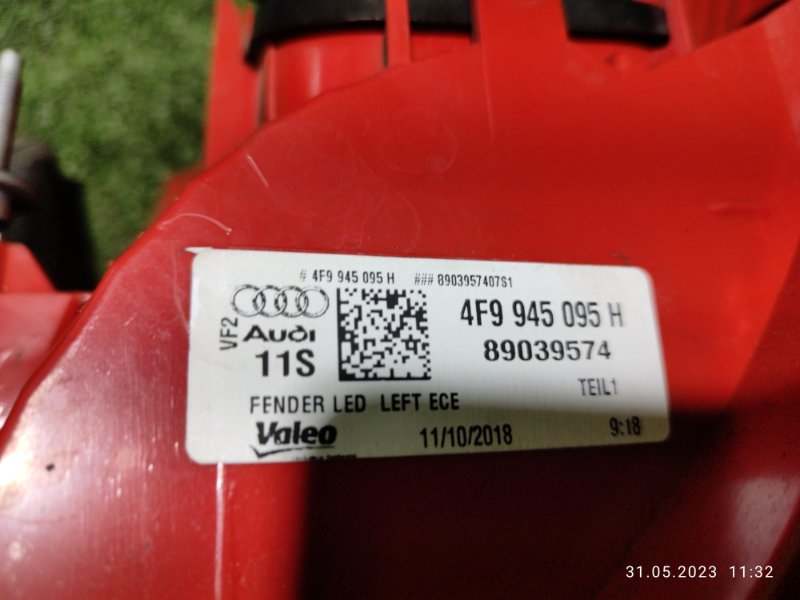 # 4F9 945 095 H ### 8903957407S1
VF2
Audi
11S
4F9 945 095 H
89039574
TEIL1
FENDER LED LEFT ECE
Valeo
11/10/2018
9:18
31.05.2023 11:32